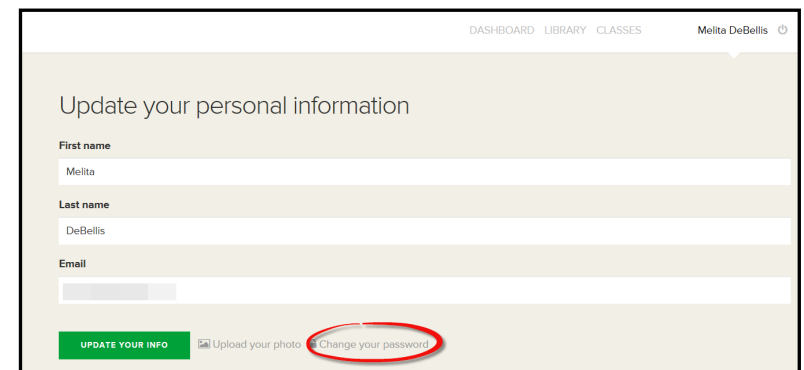 DASHBOARD LIBRARY CLASSES Melita DeBellis
Update your personal information
First name
Melita
Last name
DeBellis
Email
UPDATE YOUR INFO Upload your photo Change your password